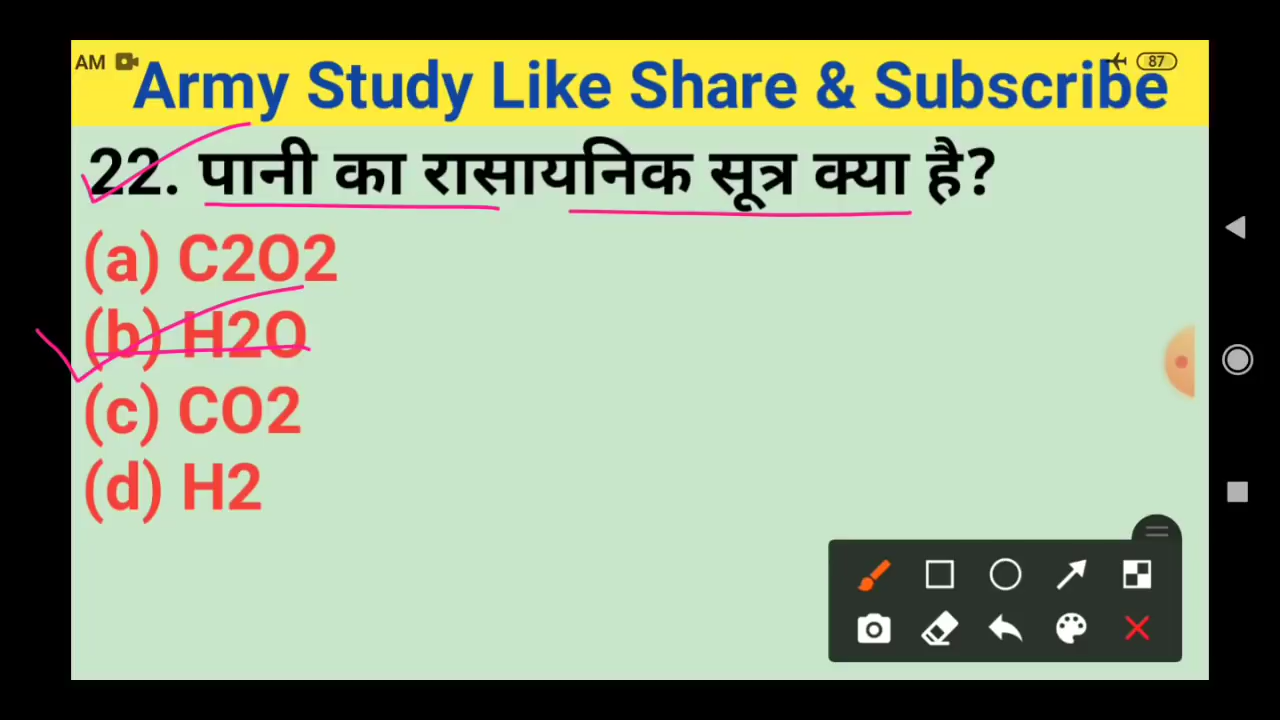 AM 87
Army Study Like Share & Subscribe
22. पानी का रासायनिक सूत्र क्या है?
(a) C2O2
(b) H2O
(c) CO2
(d) H2